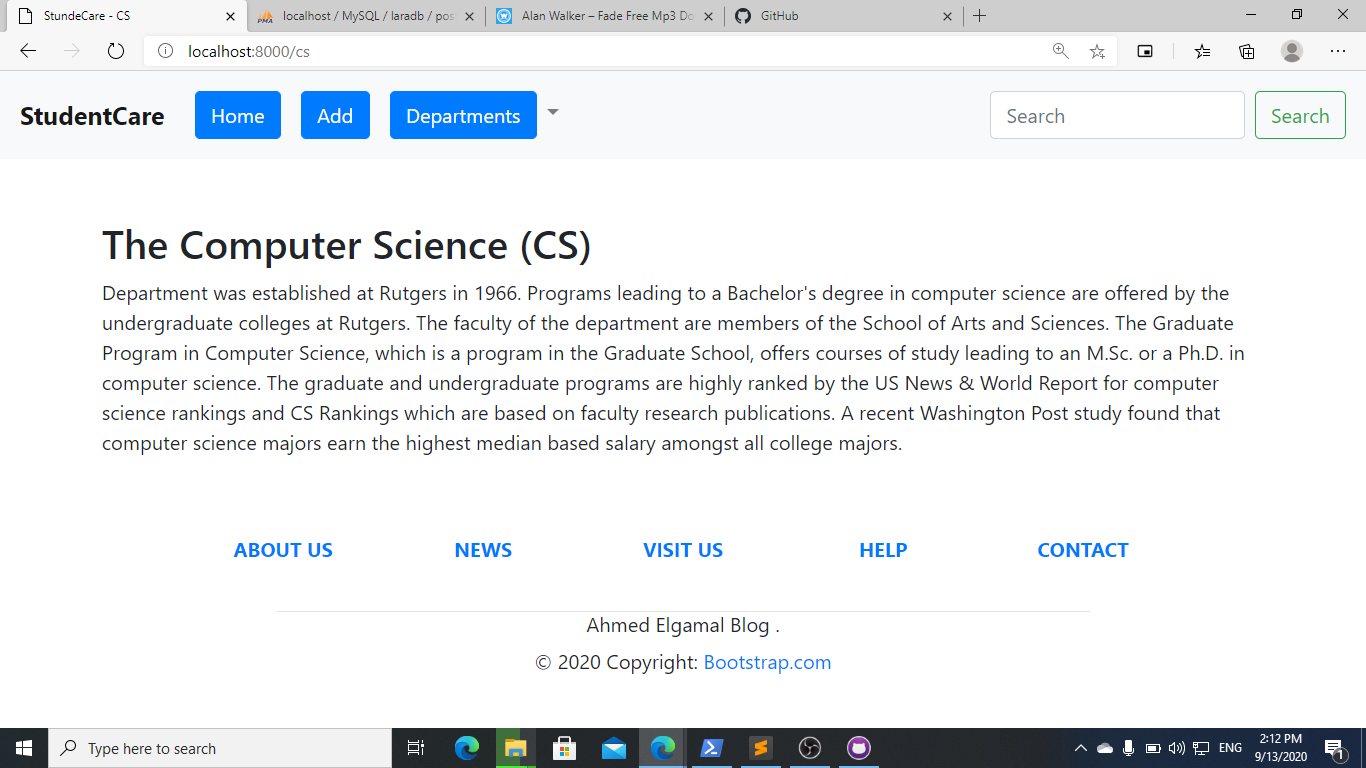 StundeCare - CS
localhost / MySQL / laradb / pos
Alan Walker – Fade Free Mp3 Do
GitHub
localhost:8000/cs
StudentCare Home Add Departments Search Search
The Computer Science (CS)
Department was established at Rutgers in 1966. Programs leading to a Bachelor's degree in computer science are offered by the
undergraduate colleges at Rutgers. The faculty of the department are members of the School of Arts and Sciences. The Graduate
Program in Computer Science, which is a program in the Graduate School, offers courses of study leading to an M.Sc. or a Ph.D. in
computer science. The graduate and undergraduate programs are highly ranked by the US News & World Report for computer
science rankings and CS Rankings which are based on faculty research publications. A recent Washington Post study found that
computer science majors earn the highest median based salary amongst all college majors.
ABOUT US NEWS VISIT US HELP CONTACT
Ahmed Elgamal Blog .
© 2020 Copyright: Bootstrap.com
Type here to search
ENG
2:12 PM
9/13/2020
1